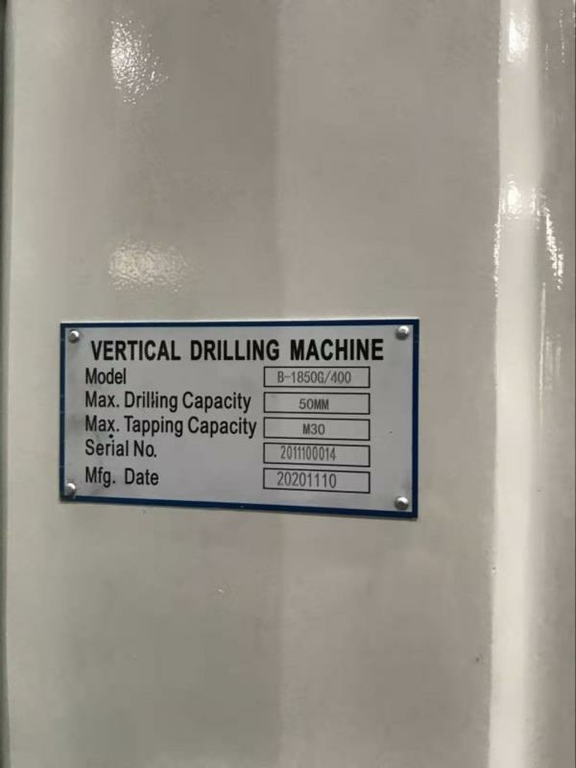 VERTICAL DRILLING MACHINE
Model B-1850G/400
Max. Drilling Capacity 50MM
Max. Tapping Capacity M30
Serial No. 2011100014
Mfg. Date 20201110